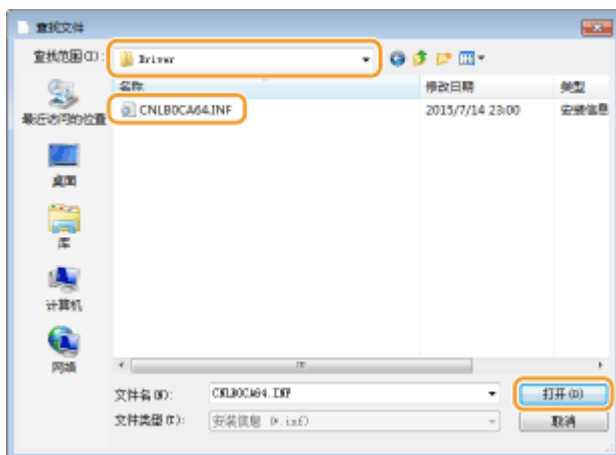 查找文件
查找范围(I): Driver
名称 修改日期 类型
CNLB0CA64.INF 2015/7/14 23:00 安装信息
最近访问的位置
桌面
库
计算机
网络
文件名(N): CNLB0CA64.INF 打开(O)
文件类型(T): 安装信息 (*.inf) 取消